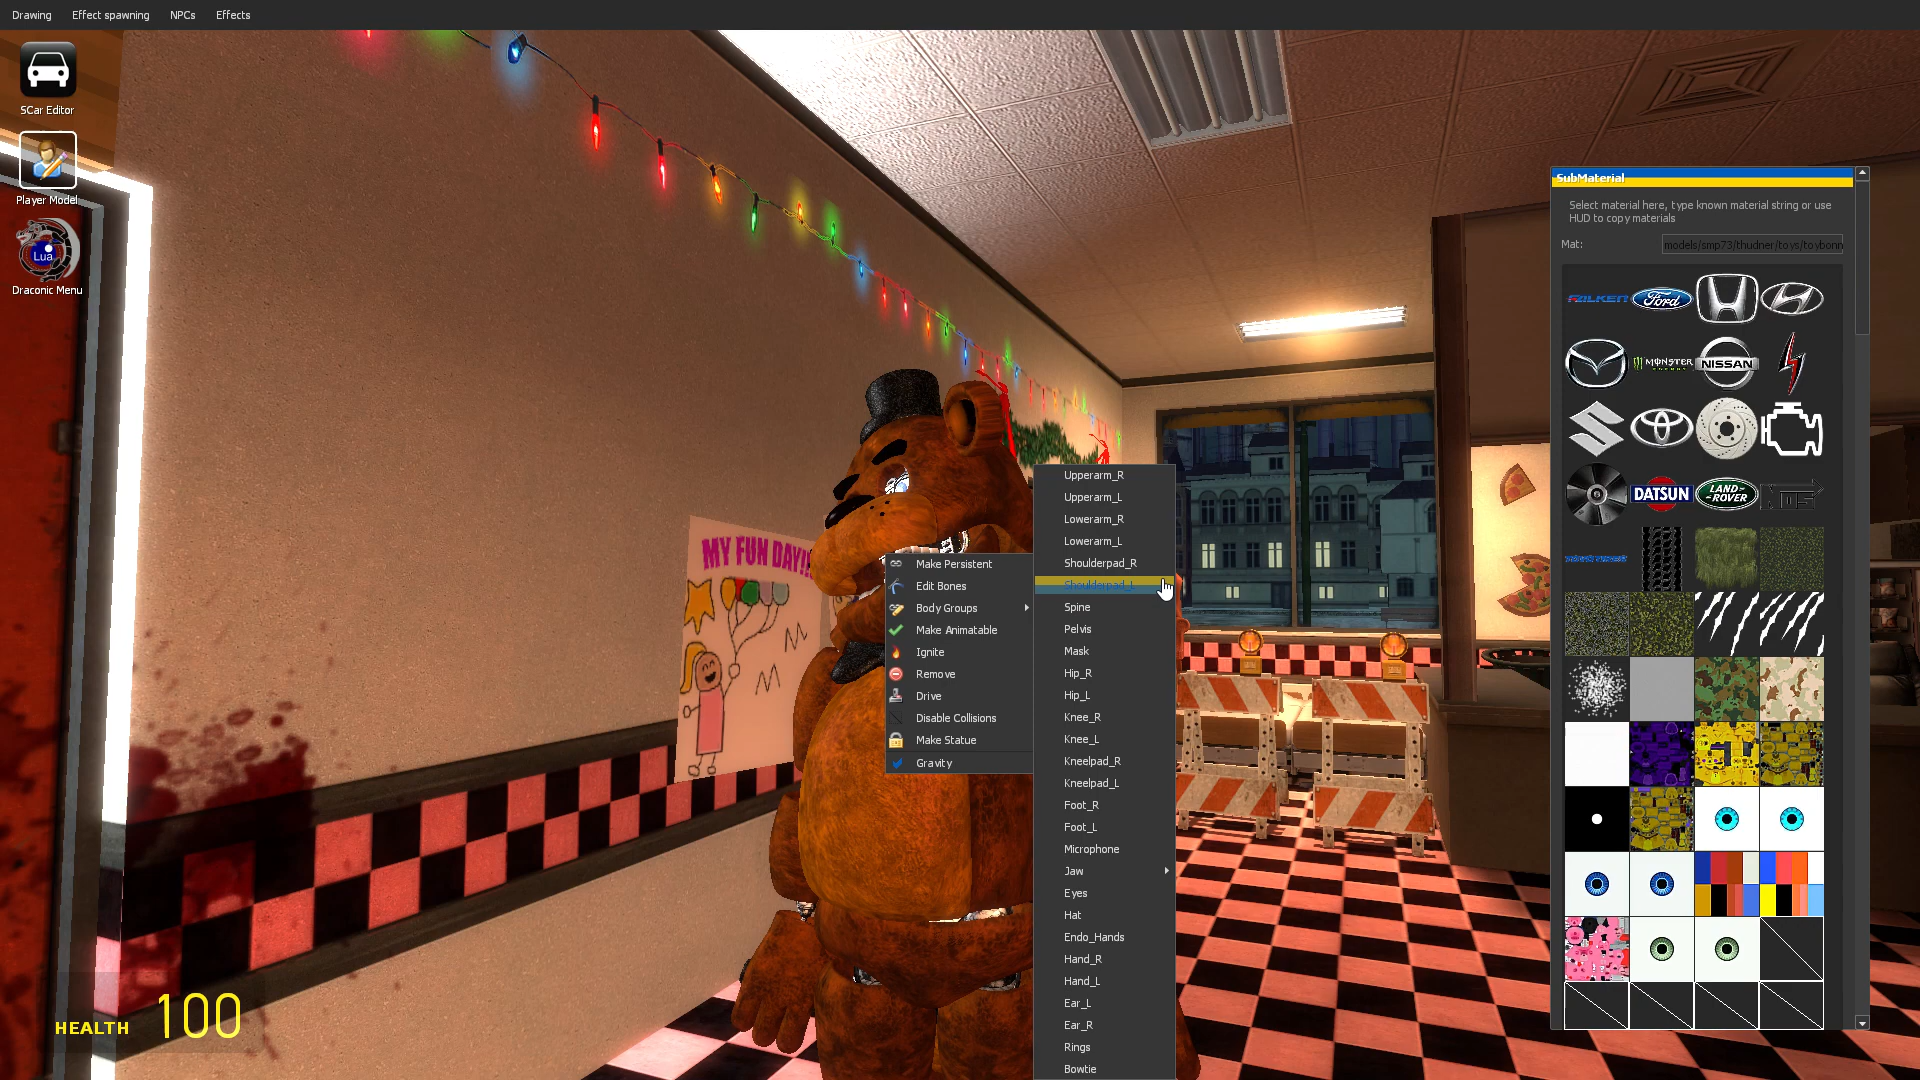 Drawing
Effect spawning
NPCs
Effects
SCar Editor
Player Model
Lua
Draconic Menu
MY FUN DAY!!
Make Persistent
Edit Bones
Body Groups
Make Animatable
Ignite
Remove
Drive
Disable Collisions
Make Statue
Gravity
Upperarm_R
Upperarm_L
Lowerarm_R
Lowerarm_L
Shoulderpad_R
Shoulderpad_L
Spine
Pelvis
Mask
Hip_R
Hip_L
Knee_R
Knee_L
Kneelpad_R
Kneelpad_L
Foot_R
Foot_L
Microphone
Jaw
Eyes
Hat
Endo_Hands
Hand_R
Hand_L
Ear_L
Ear_R
Rings
Bowtie
SubMaterial
Select material here, type known material string or use
HUD to copy materials
Mat:
models/smp73/thudner/toys/toybonn
FALKEN
Ford
MONSTER
ENERGY
NISSAN
DATSUN
LAND-
ROVER
HEALTH 100